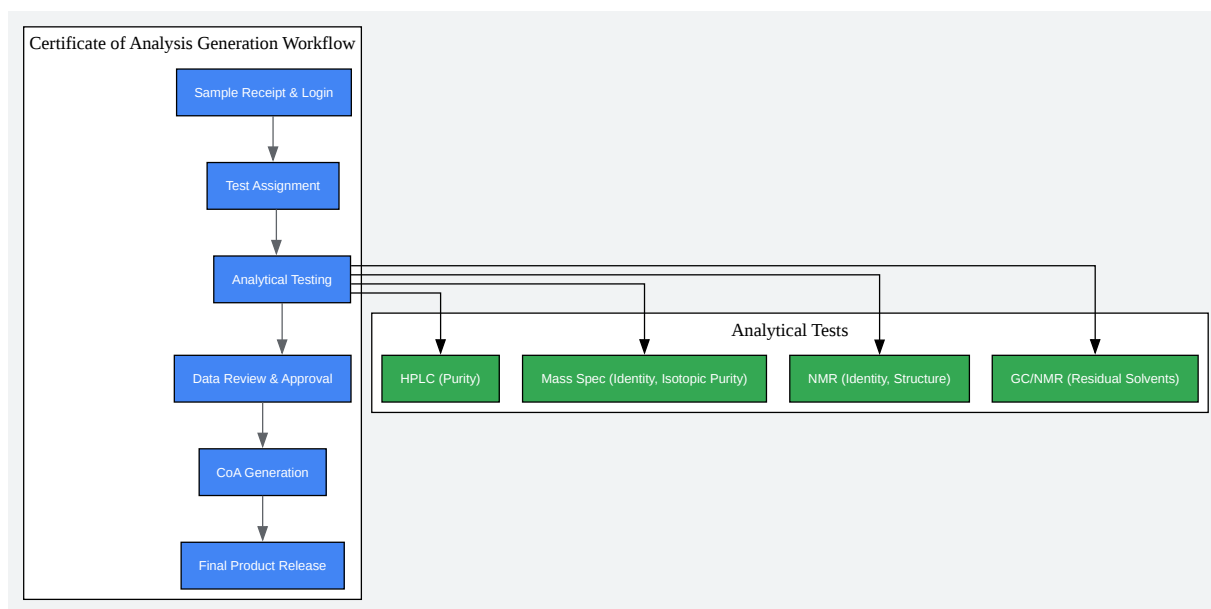 Certificate of Analysis Generation Workflow
Sample Receipt & Login
Test Assignment
Analytical Testing
Data Review & Approval
CoA Generation
Final Product Release
Analytical Tests
HPLC (Purity)
Mass Spec (Identity, Isotopic Purity)
NMR (Identity, Structure)
GC/NMR (Residual Solvents)